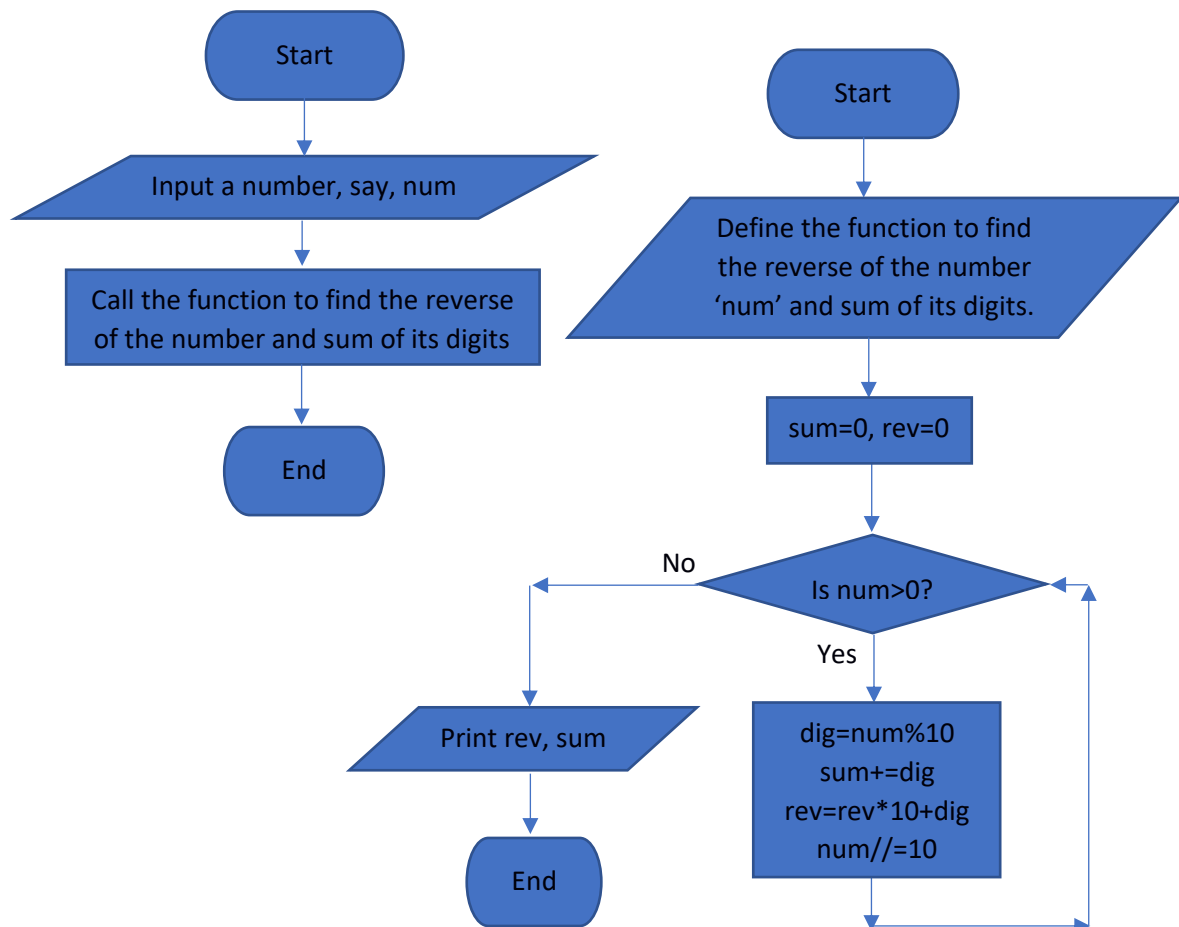 Start
Input a number, say, num
Call the function to find the reverse
of the number and sum of its digits
End
Start
Define the function to find
the reverse of the number
‘num’ and sum of its digits.
sum=0, rev=0
Is num>0?
No
Yes
Print rev, sum
End
dig=num%10
sum+=dig
rev=rev*10+dig
num//=10